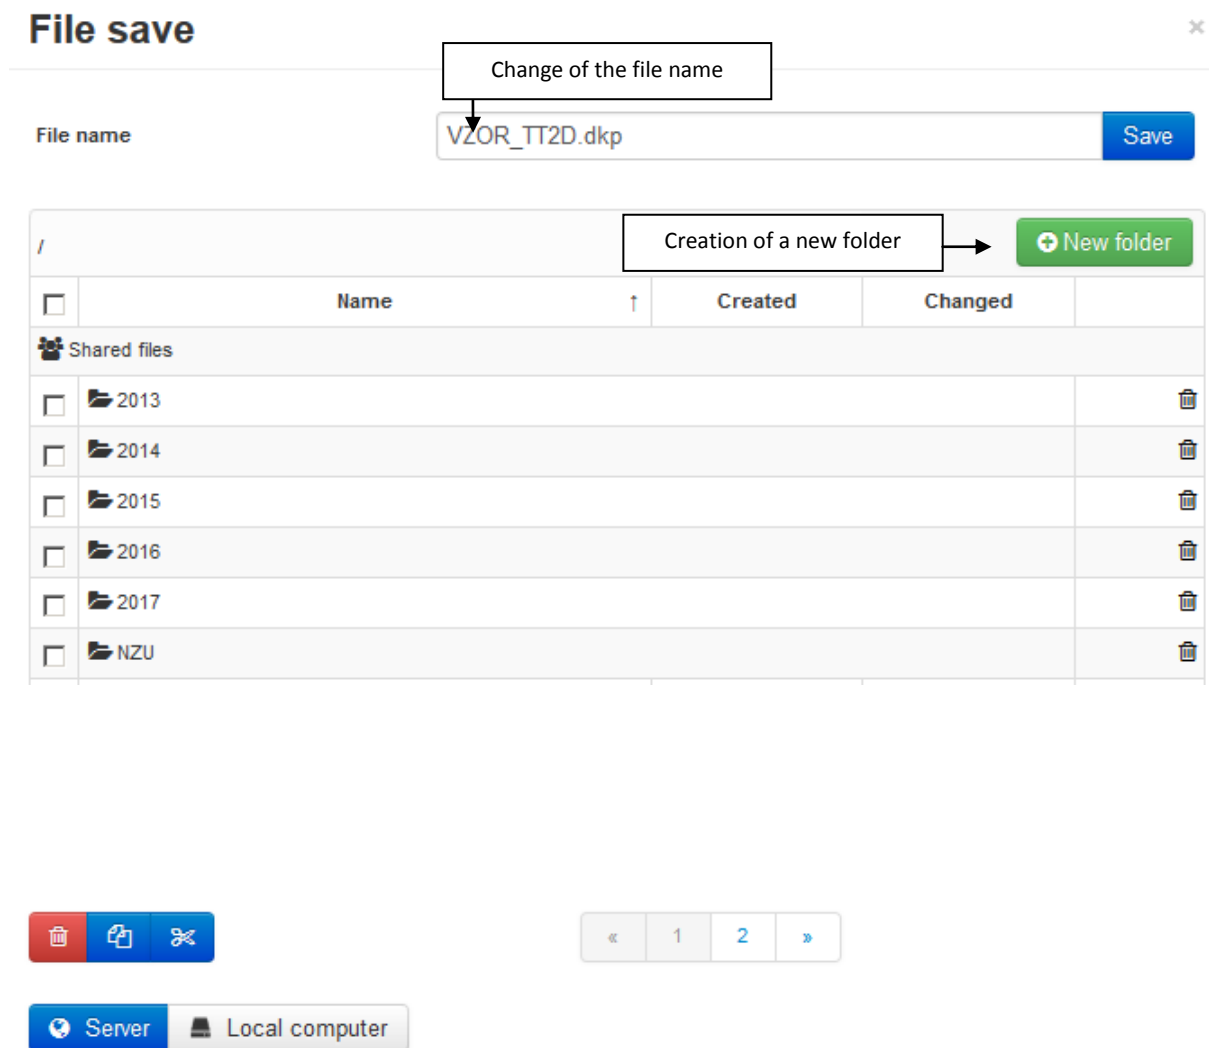 File save
×
Change of the file name
File name
VZOR_TT2D.dkp
Save
/
Creation of a new folder
New folder
Name ↑ Created Changed
Shared files
2013
2014
2015
2016
2017
NZU
« 1 2 »
Server Local computer